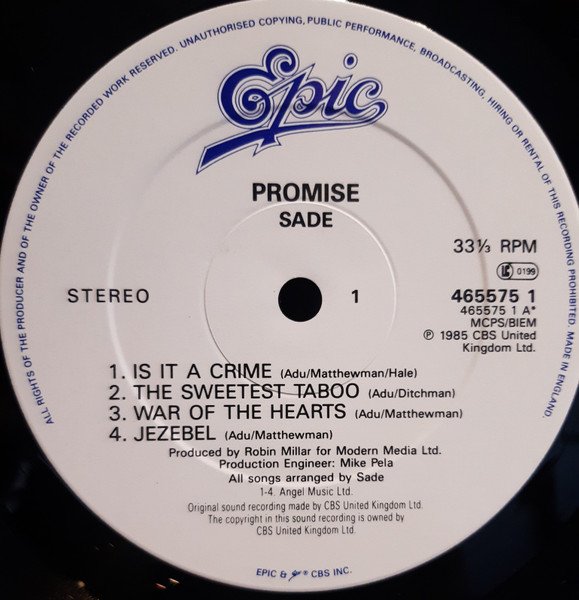 ALL RIGHTS OF THE PRODUCER AND OF THE OWNER OF THE RECORDED WORK RESERVED. UNAUTHORISED COPYING, PUBLIC PERFORMANCE, BROADCASTING, HIRING OR RENTAL OF THIS RECORDING PROHIBITED. MADE IN ENGLAND.
Epic
PROMISE
SADE
33⅓ RPM
LC 0199
STEREO
1
465575 1
465575 1 A*
MCPS/BIEM
℗ 1985 CBS United
Kingdom Ltd.
1. IS IT A CRIME (Adu/Matthewman/Hale)
2. THE SWEETEST TABOO (Adu/Ditchman)
3. WAR OF THE HEARTS (Adu/Matthewman)
4. JEZEBEL (Adu/Matthewman)
Produced by Robin Millar for Modern Media Ltd.
Production Engineer: Mike Pela
All songs arranged by Sade
1-4. Angel Music Ltd.
Original sound recording made by CBS United Kingdom Ltd.
The copyright in this sound recording is owned by
CBS United Kingdom Ltd.
EPIC & ® CBS INC.